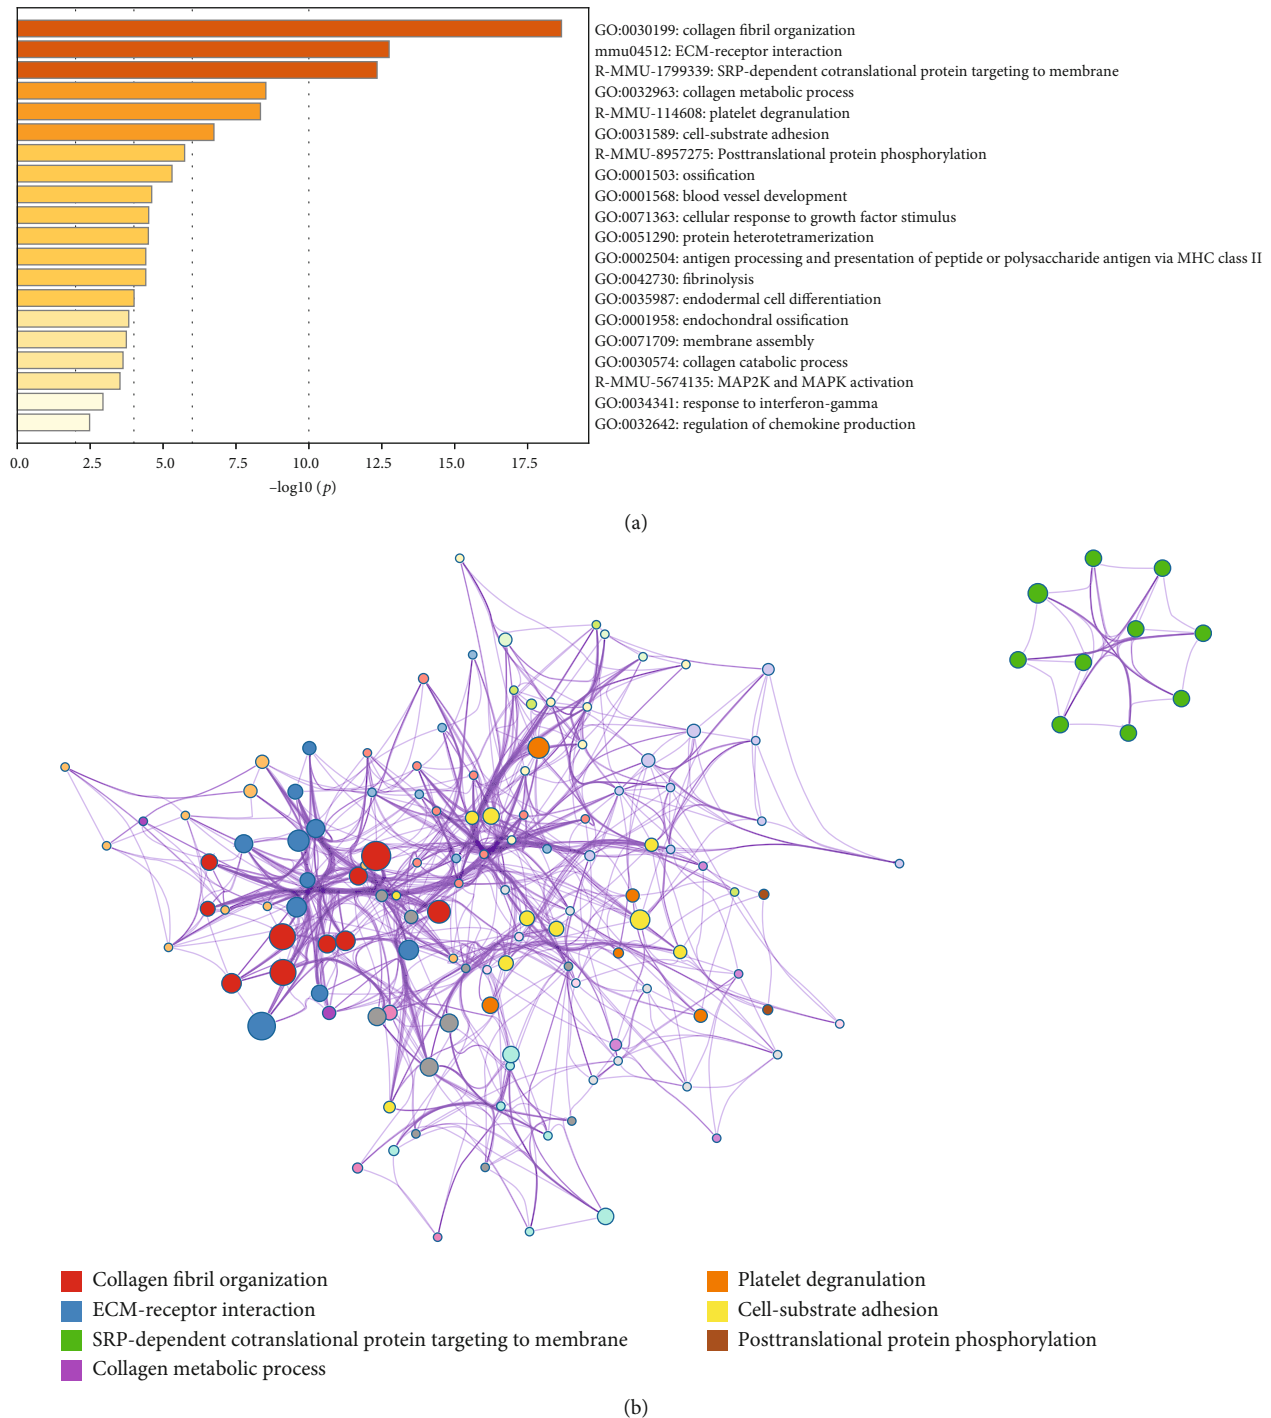 GO:0030199: collagen fibril organization
mmu04512: ECM-receptor interaction
R-MMU-1799339: SRP-dependent cotranslational protein targeting to membrane
GO:0032963: collagen metabolic process
R-MMU-114608: platelet degranulation
GO:0031589: cell-substrate adhesion
R-MMU-8957275: Posttranslational protein phosphorylation
GO:0001503: ossification
GO:0001568: blood vessel development
GO:0071363: cellular response to growth factor stimulus
GO:0051290: protein heterotetramerization
GO:0002504: antigen processing and presentation of peptide or polysaccharide antigen via MHC class II
GO:0042730: fibrinolysis
GO:0035987: endodermal cell differentiation
GO:0001958: endochondral ossification
GO:0071709: membrane assembly
GO:0030574: collagen catabolic process
R-MMU-5674135: MAP2K and MAPK activation
GO:0034341: response to interferon-gamma
GO:0032642: regulation of chemokine production
0.0 2.5 5.0 7.5 10.0 12.5 15.0 17.5
–log10 (p)
(a)
Collagen fibril organization
ECM-receptor interaction
SRP-dependent cotranslational protein targeting to membrane
Collagen metabolic process
Platelet degranulation
Cell-substrate adhesion
Posttranslational protein phosphorylation
(b)